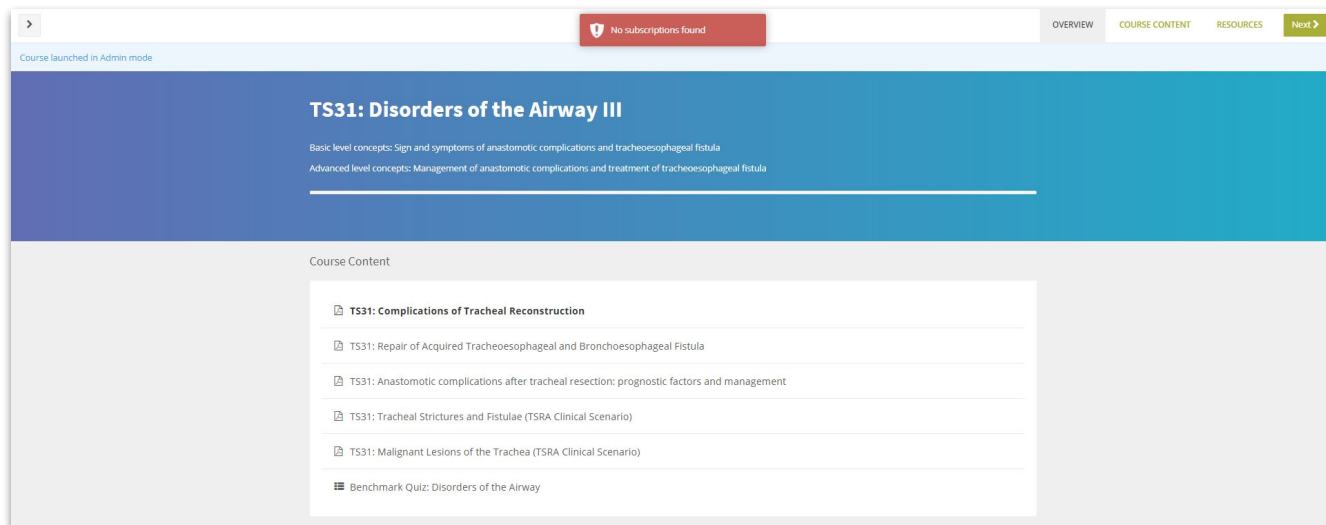 No subscriptions found
OVERVIEW
COURSE CONTENT
RESOURCES
Next
Course launched in Admin mode
TS31: Disorders of the Airway III
Basic level concepts: Sign and symptoms of anastomotic complications and tracheoesophageal fistula
Advanced level concepts: Management of anastomotic complications and treatment of tracheoesophageal fistula
Course Content
TS31: Complications of Tracheal Reconstruction
TS31: Repair of Acquired Tracheoesophageal and Bronchoesophageal Fistula
TS31: Anastomotic complications after tracheal resection: prognostic factors and management
TS31: Tracheal Strictures and Fistulae (TSRA Clinical Scenario)
TS31: Malignant Lesions of the Trachea (TSRA Clinical Scenario)
Benchmark Quiz: Disorders of the Airway